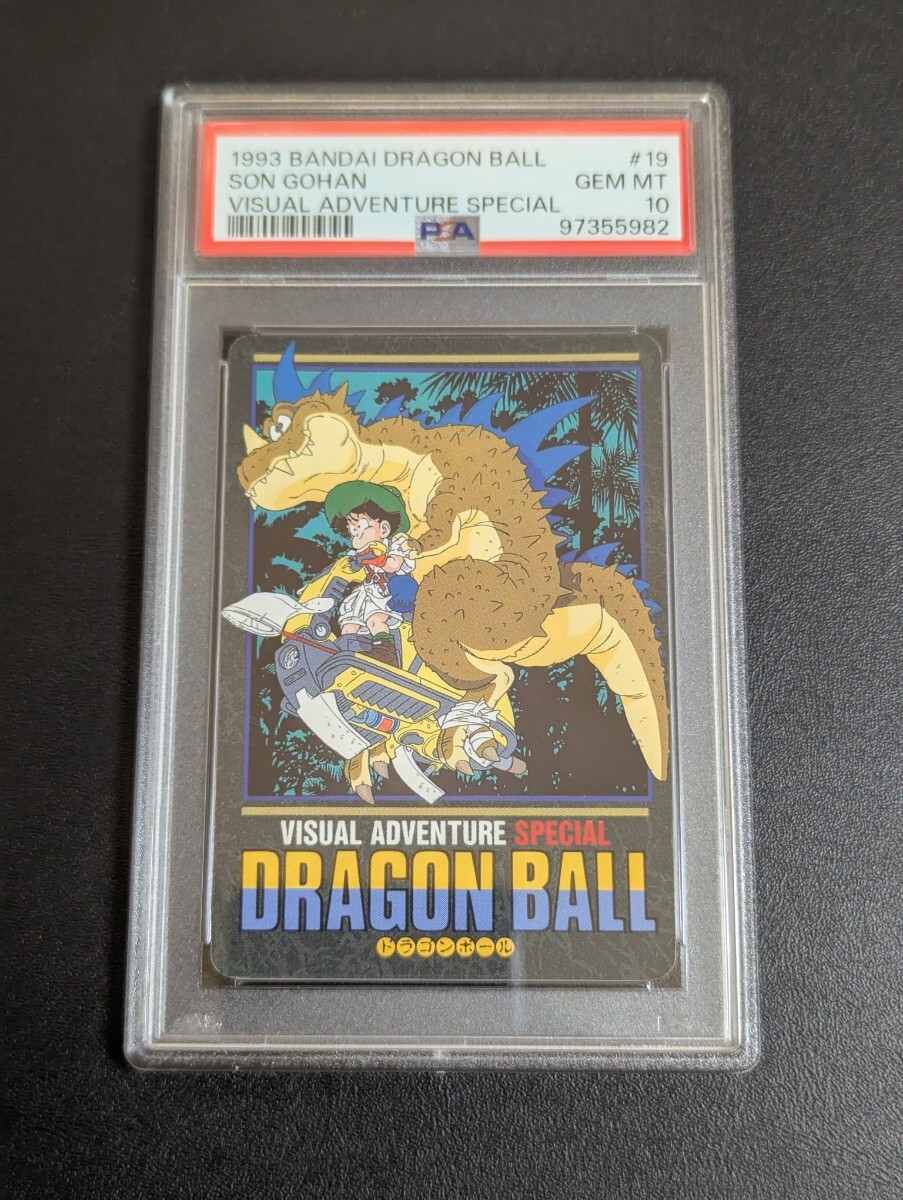 1993 BANDAI DRAGON BALL #19
SON GOHAN GEM MT
VISUAL ADVENTURE SPECIAL 10
PSA 97355982
VISUAL ADVENTURE SPECIAL
DRAGON BALL
ドラゴンボール